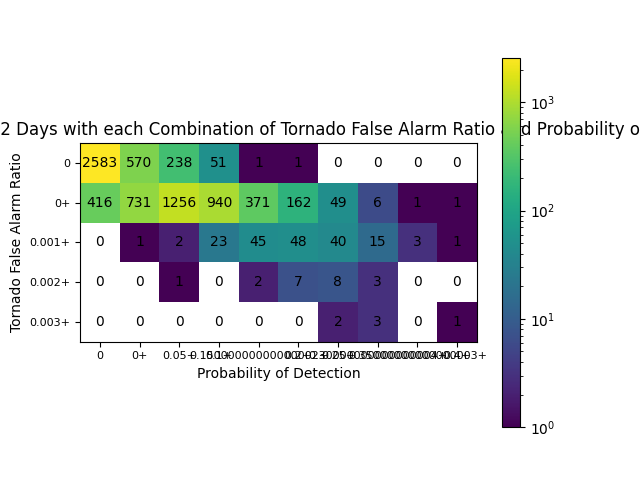 2 Days with each Combination of Tornado False Alarm Ratio and Probability o
Tornado False Alarm Ratio
0 2583 570 238 51 1 1 0 0 0 0
0+ 416 731 1256 940 371 162 49 6 1 1
0.001+ 0 1 2 23 45 48 40 15 3 1
0.002+ 0 0 1 0 2 7 8 3 0 0
0.003+ 0 0 0 0 0 0 2 3 0 1
0 0+ 0.05+
Probability of Detection
10³
10²
10¹
10⁰